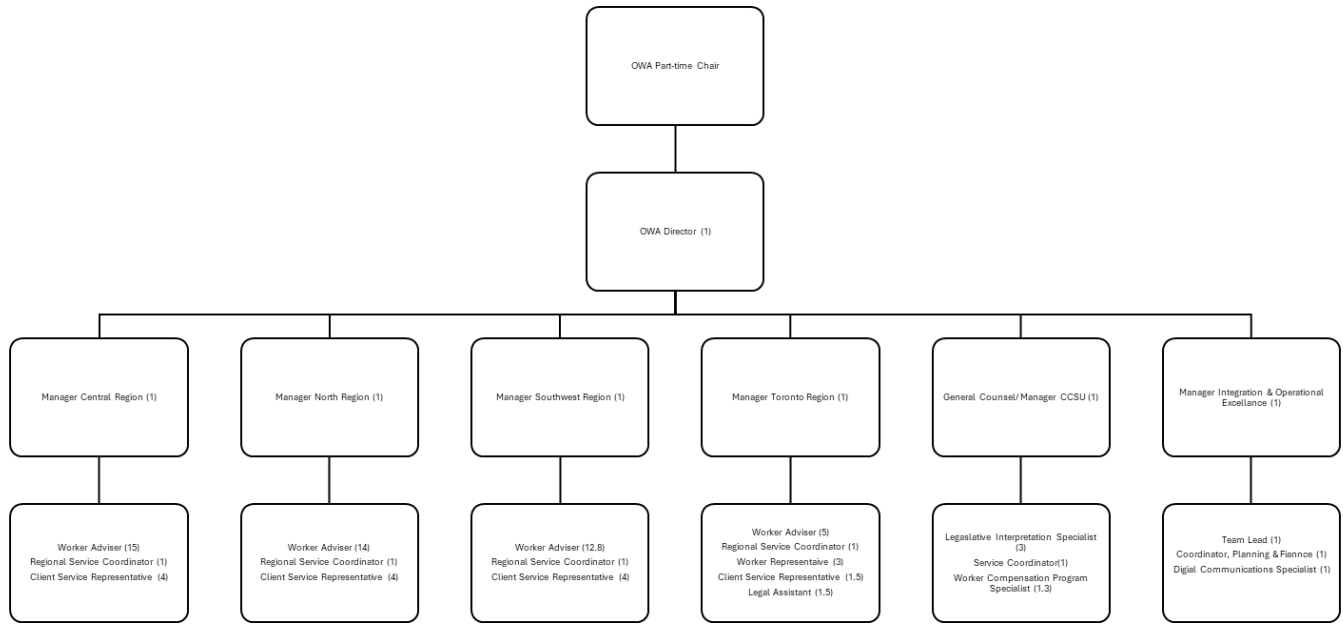 OWA Part-time Chair
OWA Director (1)
Manager Central Region (1)
Manager North Region (1)
Manager Southwest Region (1)
Manager Toronto Region (1)
General Counsel/Manager CCSU (1)
Manager Integration & Operational
Excellance (1)
Worker Adviser (15)
Regional Service Coordinator (1)
Client Service Representative (4)
Worker Adviser (14)
Regional Service Coordinator (1)
Client Service Representative (4)
Worker Adviser (12.8)
Regional Service Coordinator (1)
Client Service Representative (4)
Worker Adviser (5)
Regional Service Coordinator (1)
Worker Representaive (3)
Client Service Representative (1.5)
Legal Assistant (1.5)
Legaslative Interpretation Specialist
(3)
Service Coordinator(1)
Worker Compensation Program
Specialist (1.3)
Team Lead (1)
Coordinator, Planning & Fiannce (1)
Digial Communications Specialist (1)